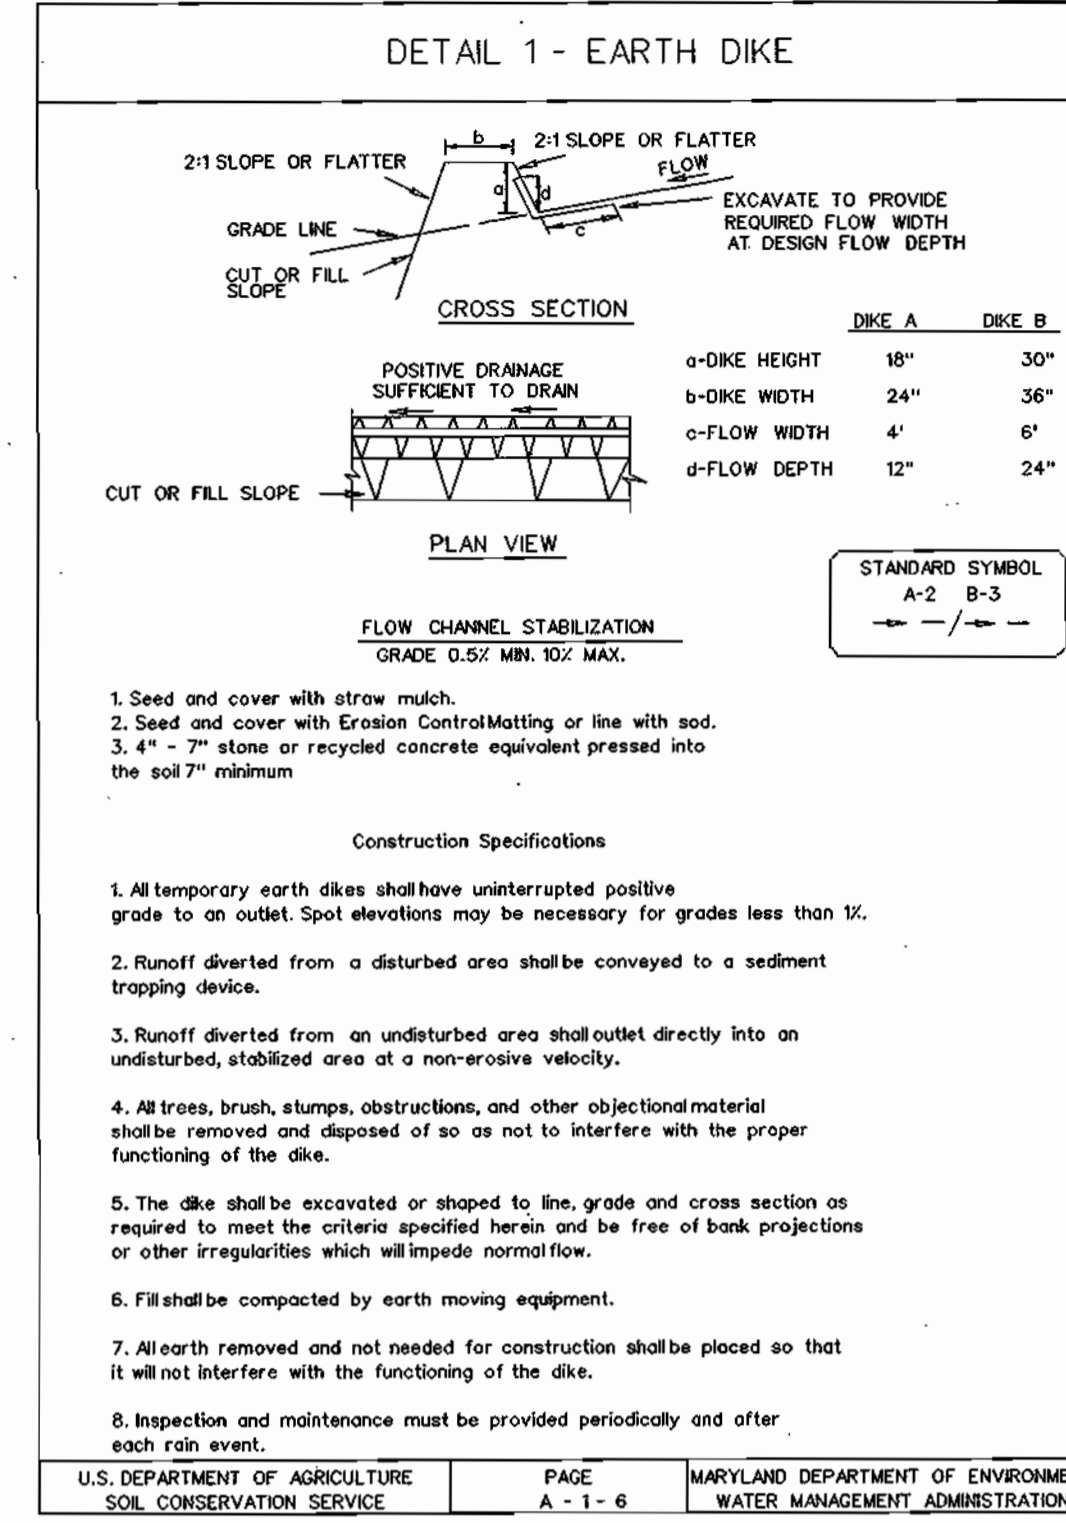 DETAIL 1 - EARTH DIKE
b
2:1 SLOPE OR FLATTER
2:1 SLOPE OR FLATTER
FLOW
a
d
EXCAVATE TO PROVIDE
REQUIRED FLOW WIDTH
AT DESIGN FLOW DEPTH
GRADE LINE
c
CUT OR FILL
SLOPE
CROSS SECTION
DIKE A DIKE B
a-DIKE HEIGHT 18" 30"
b-DIKE WIDTH 24" 36"
c-FLOW WIDTH 4' 6'
d-FLOW DEPTH 12" 24"
POSITIVE DRAINAGE
SUFFICIENT TO DRAIN
CUT OR FILL SLOPE
PLAN VIEW
STANDARD SYMBOL
A-2 B-3
FLOW CHANNEL STABILIZATION
GRADE 0.5% MIN. 10% MAX.
1. Seed and cover with straw mulch.
2. Seed and cover with Erosion Control Matting or line with sod.
3. 4" - 7" stone or recycled concrete equivalent pressed into
the soil 7" minimum
Construction Specifications
1. All temporary earth dikes shall have uninterrupted positive
grade to an outlet. Spot elevations may be necessary for grades less than 1%.
2. Runoff diverted from a disturbed area shall be conveyed to a sediment
trapping device.
3. Runoff diverted from an undisturbed area shall outlet directly into an
undisturbed, stabilized area at a non-erosive velocity.
4. All trees, brush, stumps, obstructions, and other objectional material
shall be removed and disposed of so as not to interfere with the proper
functioning of the dike.
5. The dike shall be excavated or shaped to line, grade and cross section as
required to meet the criteria specified herein and be free of bank projections
or other irregularities which will impede normal flow.
6. Fill shall be compacted by earth moving equipment.
7. All earth removed and not needed for construction shall be placed so that
it will not interfere with the functioning of the dike.
8. Inspection and maintenance must be provided periodically and after
each rain event.
U.S. DEPARTMENT OF AGRICULTURE
SOIL CONSERVATION SERVICE
PAGE
A - 1 - 6
MARYLAND DEPARTMENT OF ENVIRONME
WATER MANAGEMENT ADMINISTRATION